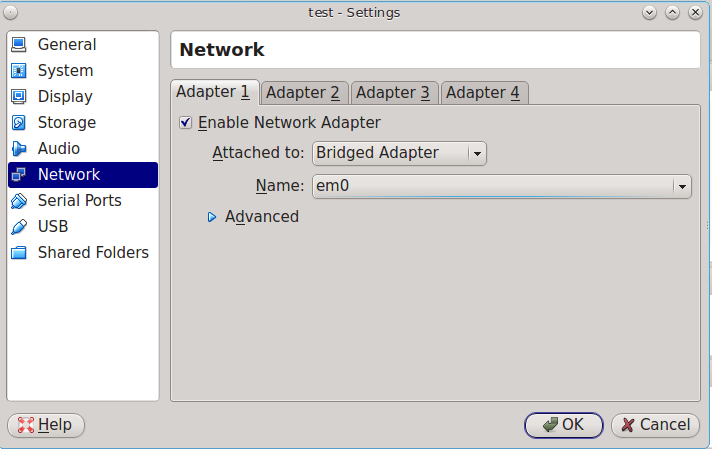 test - Settings
General
System
Display
Storage
Audio
Network
Serial Ports
USB
Shared Folders
Network
Adapter 1 Adapter 2 Adapter 3 Adapter 4
Enable Network Adapter
Attached to: Bridged Adapter
Name: em0
Advanced
Help OK Cancel